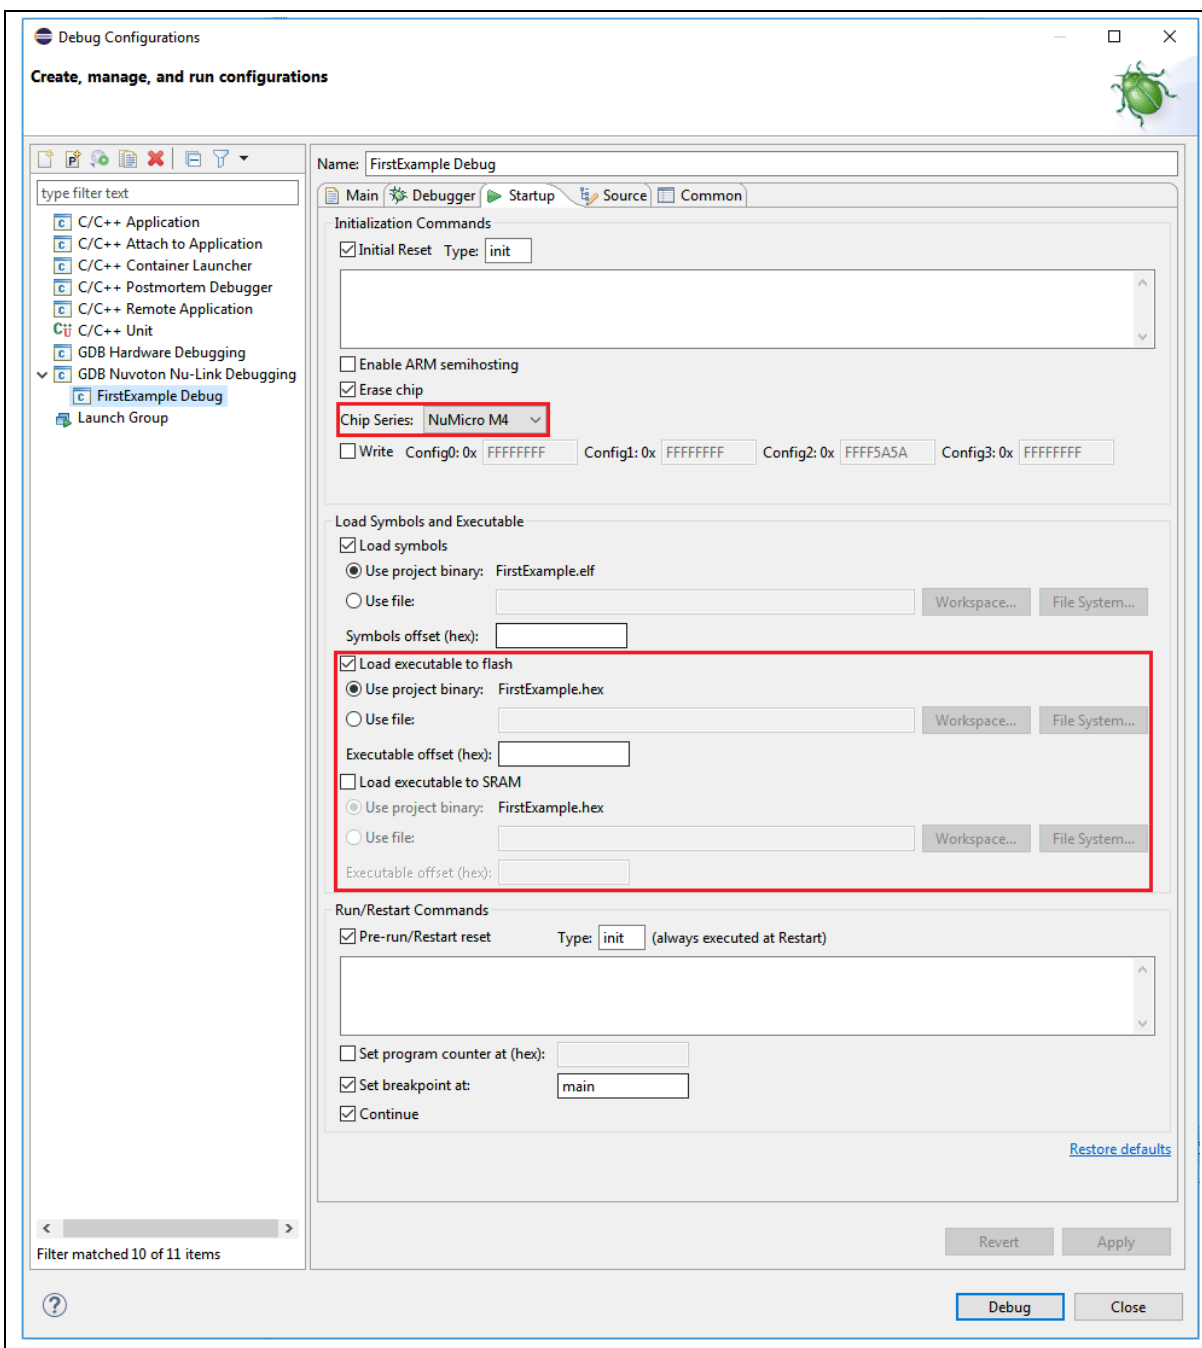 Debug Configurations
Create, manage, and run configurations
type filter text
C/C++ Application
C/C++ Attach to Application
C/C++ Container Launcher
C/C++ Postmortem Debugger
C/C++ Remote Application
C/C++ Unit
GDB Hardware Debugging
GDB Nuvoton Nu-Link Debugging
FirstExample Debug
Launch Group
Filter matched 10 of 11 items
Name: FirstExample Debug
Main Debugger Startup Source Common
Initialization Commands
Initial Reset Type: init
Enable ARM semihosting
Erase chip
Chip Series: NuMicro M4
Write Config0: 0x FFFFFFFF Config1: 0x FFFFFFFF Config2: 0x FFFF5A5A Config3: 0x FFFFFFFF
Load Symbols and Executable
Load symbols
Use project binary: FirstExample.elf
Use file: Workspace... File System...
Symbols offset (hex):
Load executable to flash
Use project binary: FirstExample.hex
Use file: Workspace... File System...
Executable offset (hex):
Load executable to SRAM
Use project binary: FirstExample.hex
Use file: Workspace... File System...
Executable offset (hex):
Run/Restart Commands
Pre-run/Restart reset Type: init (always executed at Restart)
Set program counter at (hex):
Set breakpoint at: main
Continue
Restore defaults
Revert Apply
Debug Close